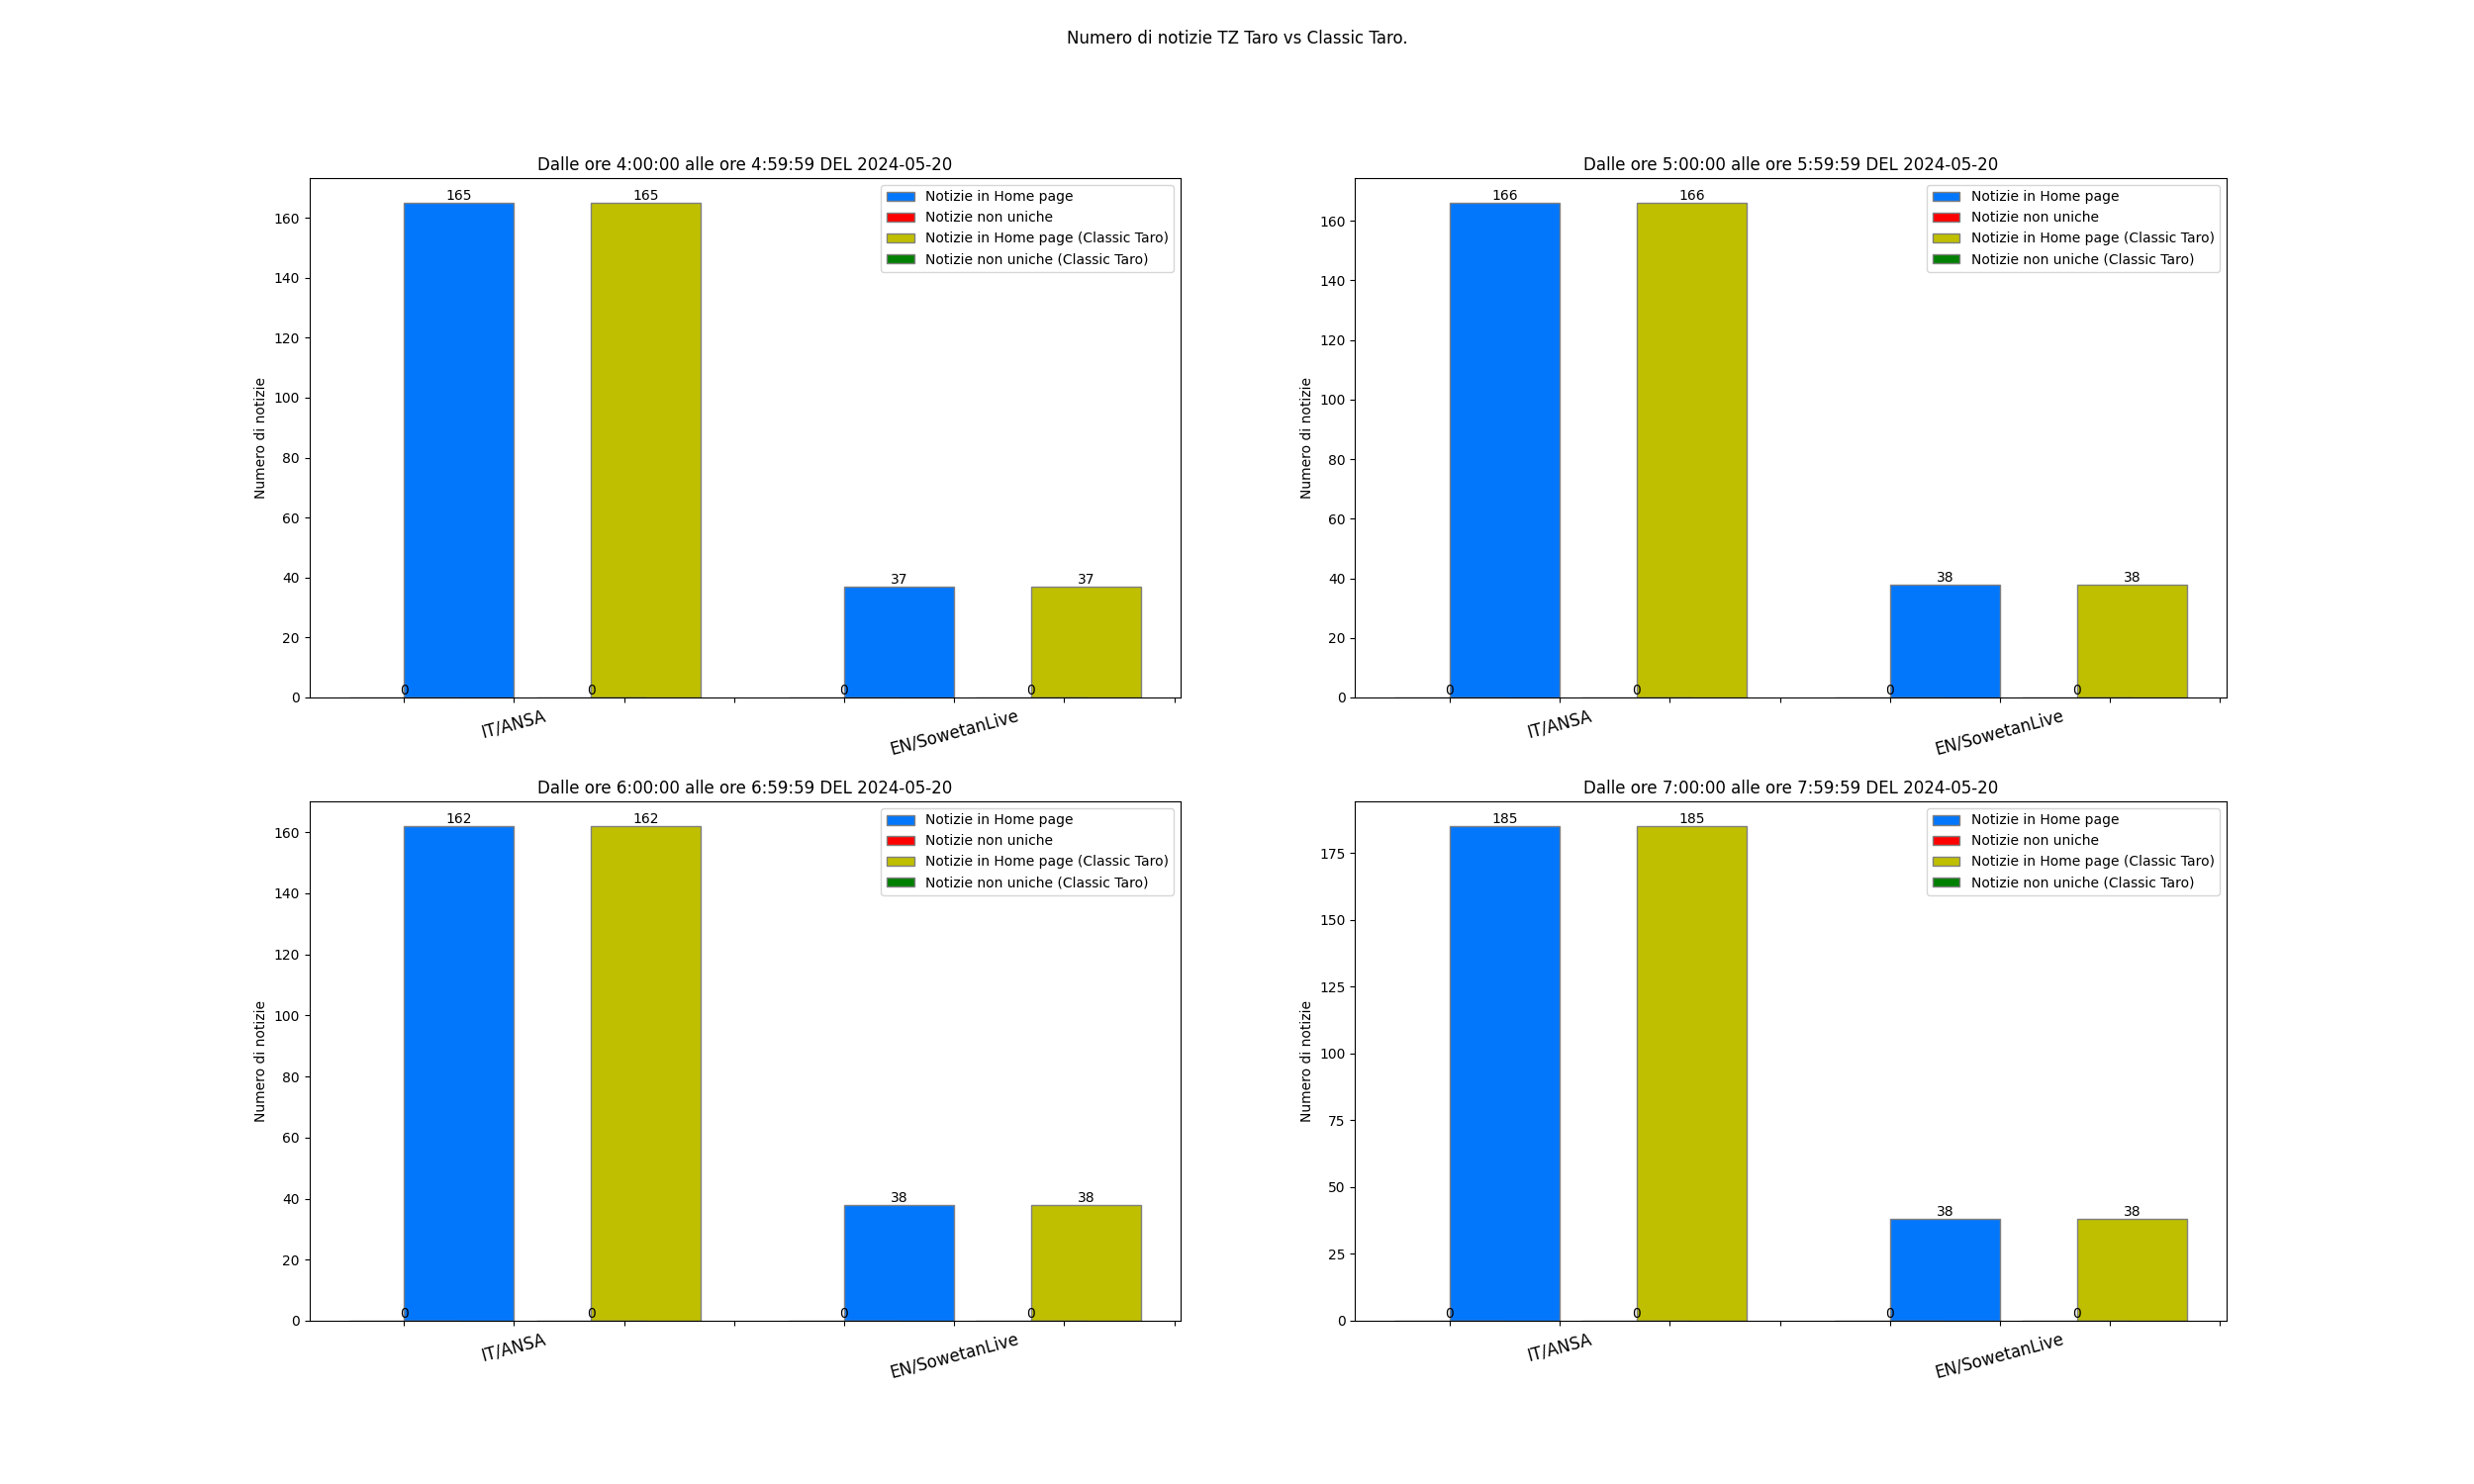 Numero di notizie TZ Taro vs Classic Taro.
Dalle ore 4:00:00 alle ore 4:59:59 DEL 2024-05-20
Numero di notizie
160
140
120
100
80
60
40
20
0
165
165
37
37
0
0
0
0
Notizie in Home page
Notizie non uniche
Notizie in Home page (Classic Taro)
Notizie non uniche (Classic Taro)
IT/ANSA
EN/SowetanLive
Dalle ore 5:00:00 alle ore 5:59:59 DEL 2024-05-20
Numero di notizie
160
140
120
100
80
60
40
20
0
166
166
38
38
0
0
0
0
Notizie in Home page
Notizie non uniche
Notizie in Home page (Classic Taro)
Notizie non uniche (Classic Taro)
IT/ANSA
EN/SowetanLive
Dalle ore 6:00:00 alle ore 6:59:59 DEL 2024-05-20
Numero di notizie
160
140
120
100
80
60
40
20
0
162
162
38
38
0
0
0
0
Notizie in Home page
Notizie non uniche
Notizie in Home page (Classic Taro)
Notizie non uniche (Classic Taro)
IT/ANSA
EN/SowetanLive
Dalle ore 7:00:00 alle ore 7:59:59 DEL 2024-05-20
Numero di notizie
175
150
125
100
75
50
25
0
185
185
38
38
0
0
0
0
Notizie in Home page
Notizie non uniche
Notizie in Home page (Classic Taro)
Notizie non uniche (Classic Taro)
IT/ANSA
EN/SowetanLive